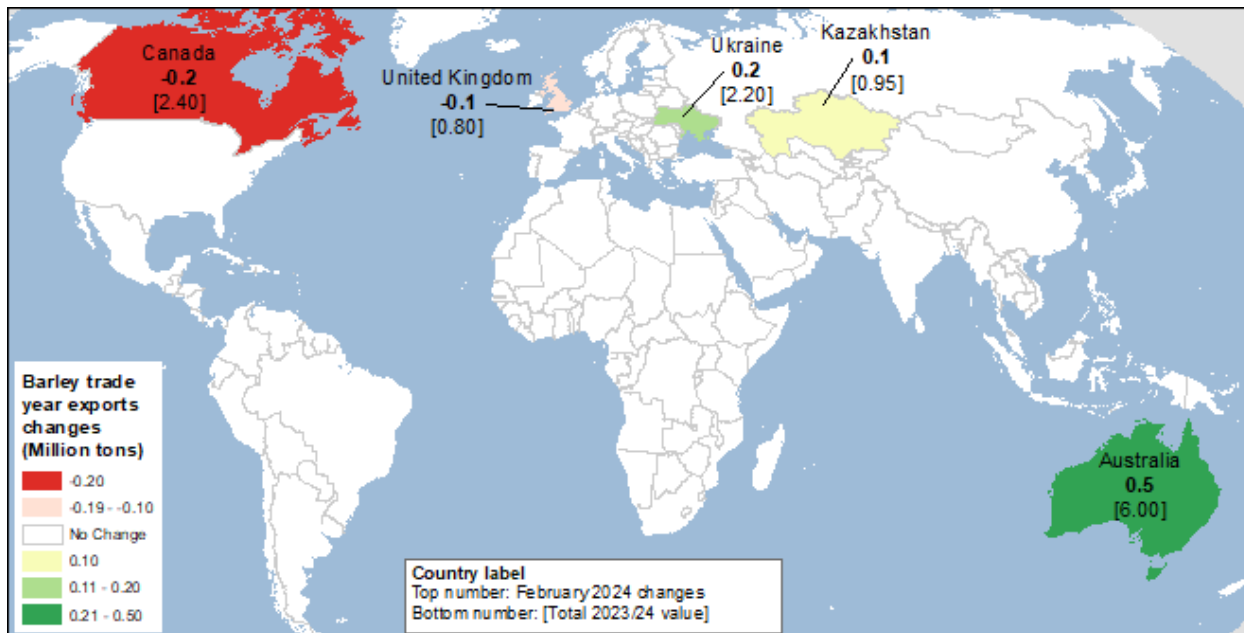 Canada
-0.2
[2.40]
United Kingdom
-0.1
[0.80]
Ukraine
0.2
[2.20]
Kazakhstan
0.1
[0.95]
Australia
0.5
[6.00]
Barley trade
year exports
changes
(Million tons)
-0.20
-0.19 - -0.10
No Change
0.10
0.11 - 0.20
0.21 - 0.50
Country label
Top number: February 2024 changes
Bottom number: [Total 2023/24 value]